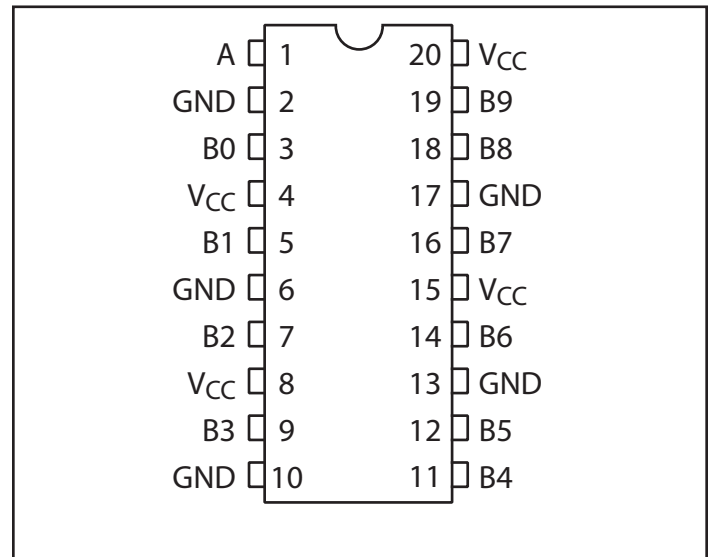 A 1 20 VCC
GND 2 19 B9
B0 3 18 B8
VCC 4 17 GND
B1 5 16 B7
GND 6 15 VCC
B2 7 14 B6
VCC 8 13 GND
B3 9 12 B5
GND 10 11 B4